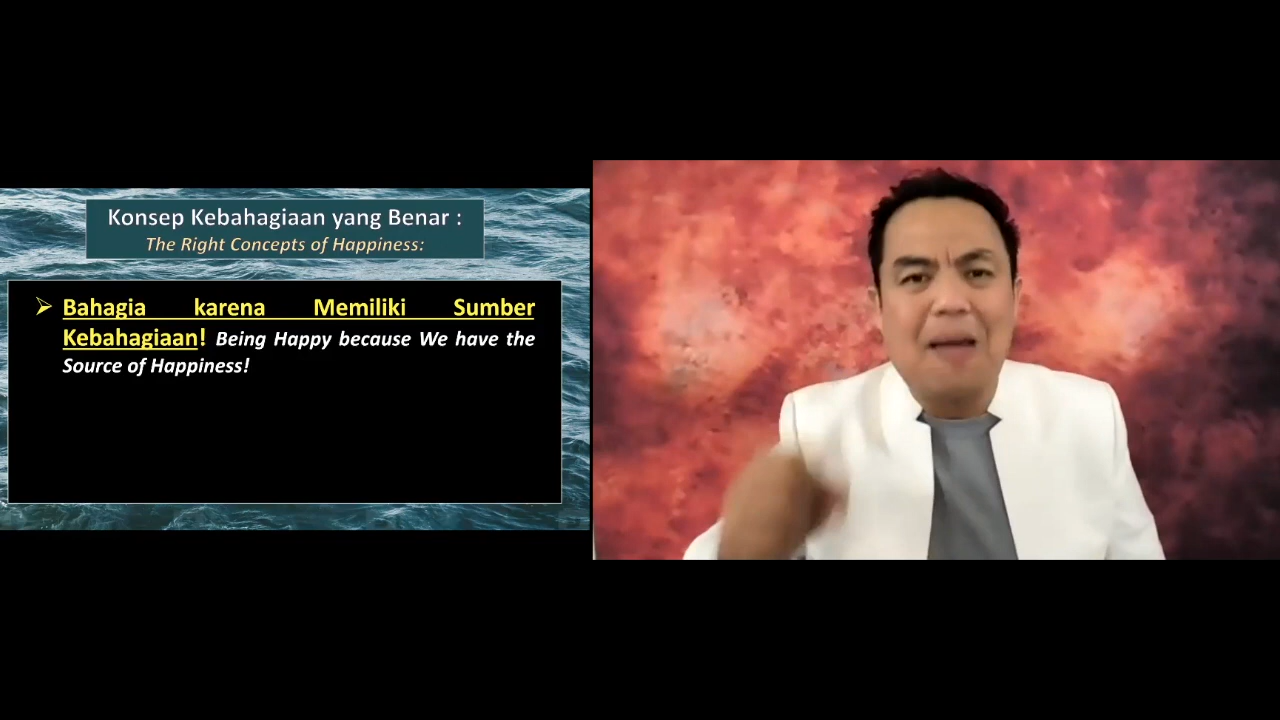 Konsep Kebahagiaan yang Benar :
The Right Concepts of Happiness:
➢ Bahagia karena Memiliki Sumber
Kebahagiaan! Being Happy because We have the
Source of Happiness!